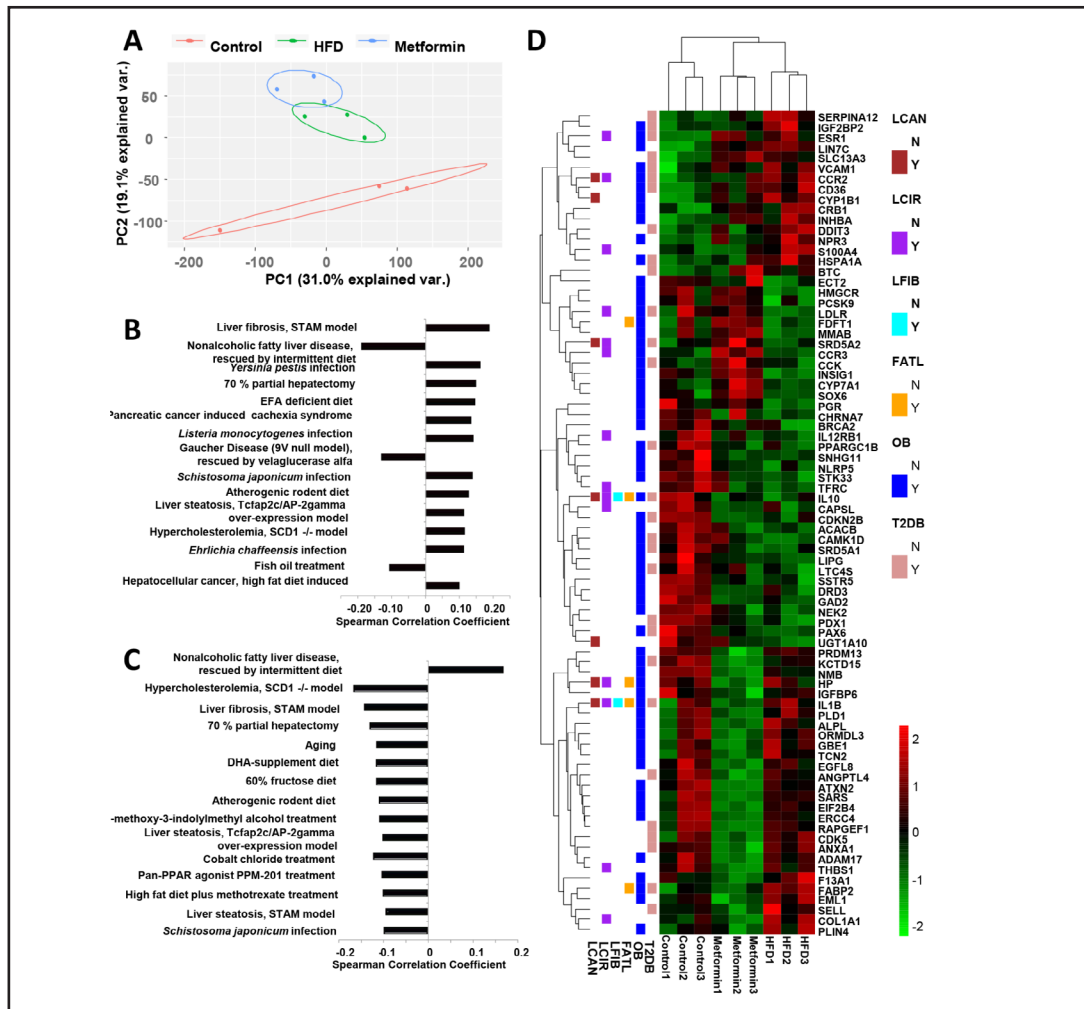 A
Control HFD Metformin
50
0
-50
-100
PC2 (19.1% explained var.)
-200 -100 0 100 200
PC1 (31.0% explained var.)
B
Liver fibrosis, STAM model
Nonalcoholic fatty liver disease,
rescued by intermittent diet
Yersinia pestis infection
70 % partial hepatectomy
EFA deficient diet
Pancreatic cancer induced cachexia syndrome
Listeria monocytogenes infection
Gaucher Disease (9V null model),
rescued by velaglucerase alfa
Schistosoma japonicum infection
Atherogenic rodent diet
Liver steatosis, Tcfap2c/AP-2gamma
over-expression model
Hypercholesterolemia, SCD1 -/- model
Ehrlichia chaffeensis infection
Fish oil treatment
Hepatocellular cancer, high fat diet induced
-0.20 -0.10 0 0.10 0.20
Spearman Correlation Coefficient
C
Nonalcoholic fatty liver disease,
rescued by intermittent diet
Hypercholesterolemia, SCD1 -/- model
Liver fibrosis, STAM model
70 % partial hepatectomy
Aging
DHA-supplement diet
60% fructose diet
Atherogenic rodent diet
-methoxy-3-indolylmethyl alcohol treatment
Liver steatosis, Tcfap2c/AP-2gamma
over-expression model
Cobalt chloride treatment
Pan-PPAR agonist PPM-201 treatment
High fat diet plus methotrexate treatment
Liver steatosis, STAM model
Schistosoma japonicum infection
-0.2 -0.1 0 0.1 0.2
Spearman Correlation Coefficient
D
SERPINA12
IGF2BP2
ESR1
LIN7C
SLC13A3
VCAM1
CCR2
CD36
CYP1B1
CRB1
INHBA
DDIT3
NPR3
S100A4
HSPA1A
BTC
ECT2
HMGCR
PCSK9
LDLR
FDFT1
MMAB
SRD5A2
CCR3
CCK
INSIG1
CYP7A1
SOX6
PGR
CHRNA7
BRCA2
IL12RB1
PPARGC1B
SNHG11
NLRP5
STK33
TFRC
IL10
CAPSL
CDKN2B
ACACB
CAMK1D
SRD5A1
LIPG
LTC4S
SSTR5
DRD3
GAD2
NEK2
PDX1
PAX6
UGT1A10
PRDM13
KCTD15
NMB
HP
IGFBP6
IL1B
PLD1
ALPL
ORMDL3
GBE1
TCN2
EGFL8
ANGPTL4
ATXN2
SARS
EIF2B4
ERCC4
RAPGEF1
CDK5
ANXA1
ADAM17
THBS1
F13A1
FABP2
EML1
SELL
COL1A1
PLIN4
LCAN
LCIR
LFIB
FATL
OB
T2DB
Control1
Control2
Control3
Metformin1
Metformin2
Metformin3
HFD1
HFD2
HFD3
LCAN
N
Y
LCIR
N
Y
LFIB
N
Y
FATL
N
Y
OB
N
Y
T2DB
N
Y
2
1
0
-1
-2